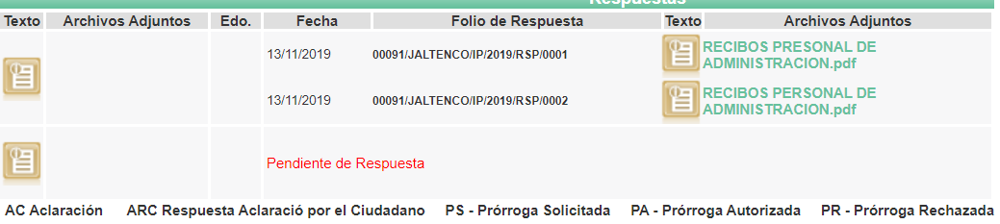 Respuestas
Texto Archivos Adjuntos Edo. Fecha Folio de Respuesta Texto Archivos Adjuntos
13/11/2019 00091/JALTENCO/IP/2019/RSP/0001 RECIBOS PRESONAL DE
ADMINISTRACION.pdf
13/11/2019 00091/JALTENCO/IP/2019/RSP/0002 RECIBOS PERSONAL DE
ADMINISTRACION.pdf
Pendiente de Respuesta
AC Aclaración ARC Respuesta Aclaració por el Ciudadano PS - Prórroga Solicitada PA - Prórroga Autorizada PR - Prórroga Rechazada